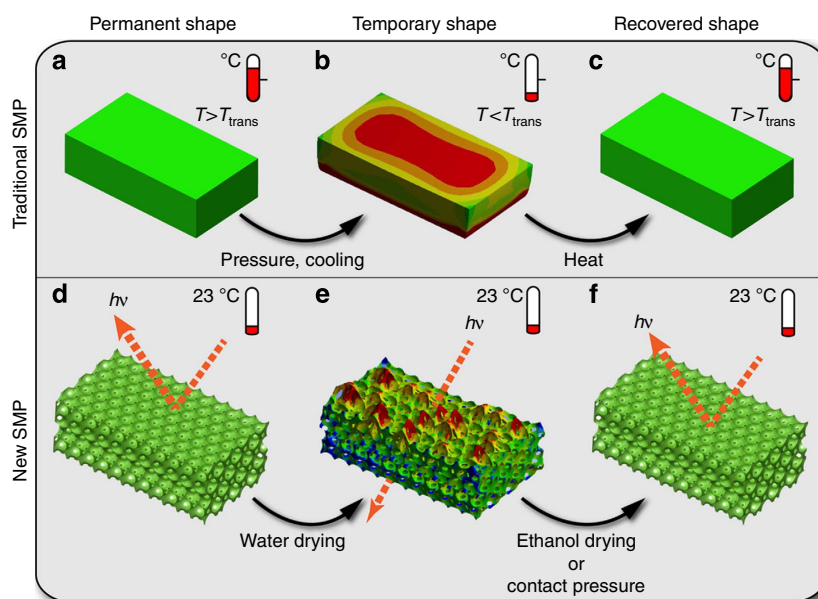 Permanent shape
Temporary shape
Recovered shape
Traditional SMP
a
°C
T>Ttrans
b
°C
T<Ttrans
c
°C
T>Ttrans
Pressure, cooling
Heat
New SMP
d
hν
23 °C
e
23 °C
hν
f
hν
23 °C
Water drying
Ethanol drying
or
contact pressure